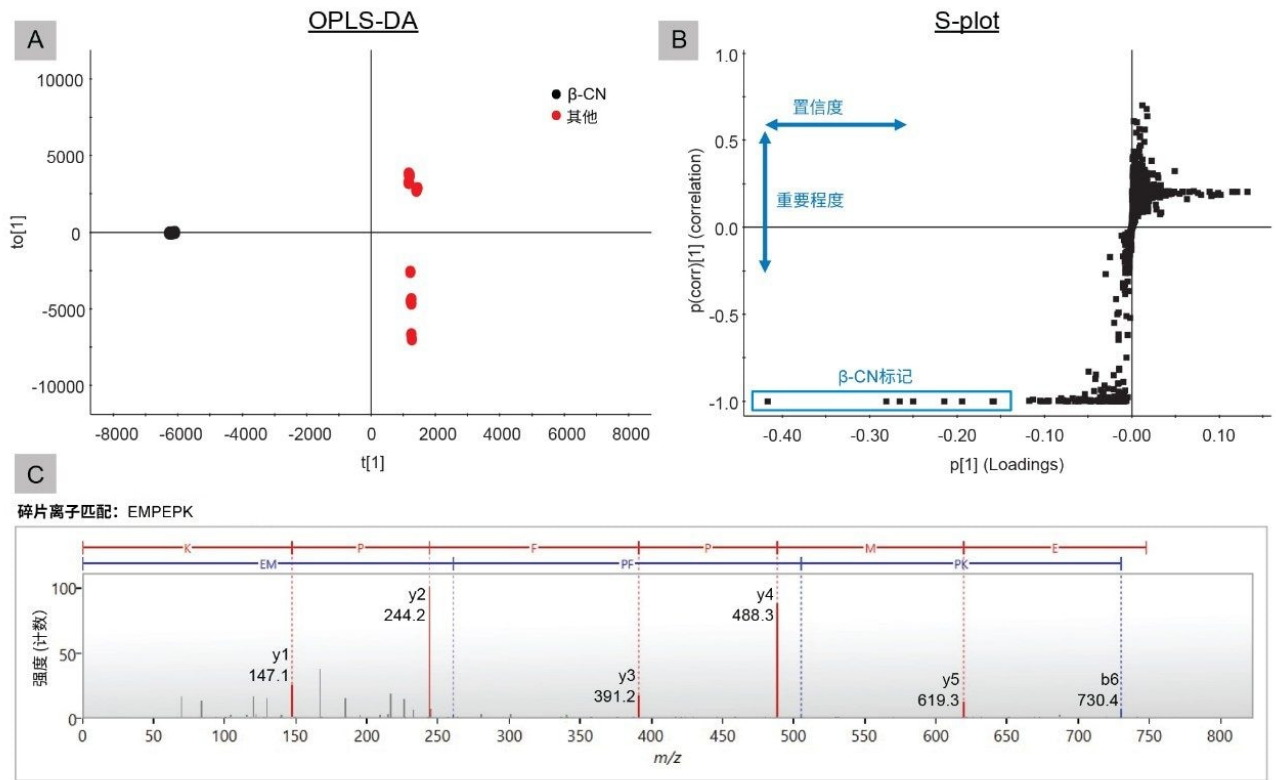 A
OPLS-DA
10000
5000
0
-5000
-10000
to[1]
β-CN
其他
-8000 -6000 -4000 -2000 0 2000 4000 6000 8000
t[1]
B
S-plot
1.0
0.5
0.0
-0.5
-1.0
p(corr)[1] (correlation)
置信度
重要程度
β-CN标记
-0.40 -0.30 -0.20 -0.10 -0.00 0.10
p[1] (Loadings)
C
碎片离子匹配：EMPEPK
K P F P M E
EM PF PK
100
50
0
强度 (计数)
y1
147.1
y2
244.2
y3
391.2
y4
488.3
y5
619.3
b6
730.4
0 50 100 150 200 250 300 350 400 450 500 550 600 650 700 750 800
m/z